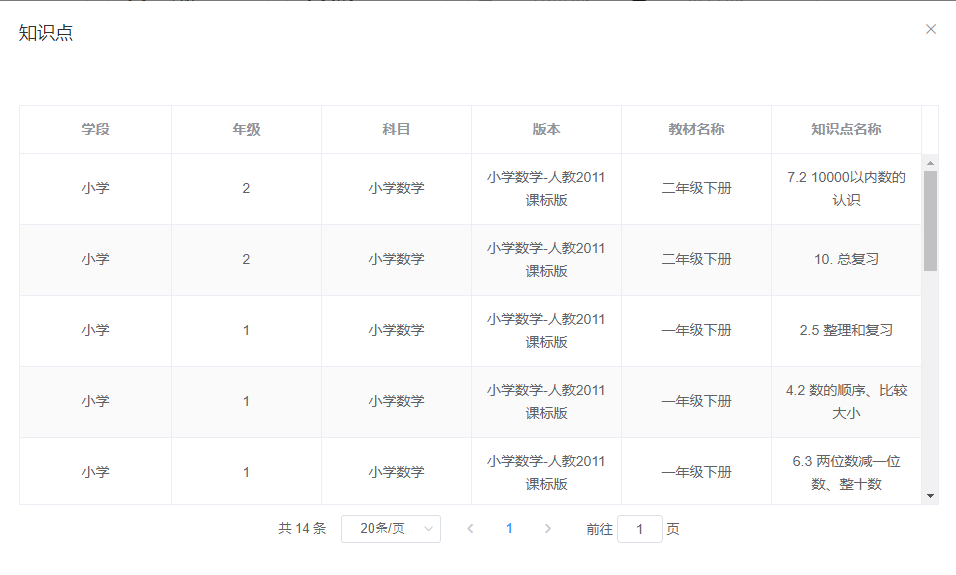 知识点
学段 年级 科目 版本 教材名称 知识点名称
小学 2 小学数学 小学数学-人教2011
课标版 二年级下册 7.2 10000以内数的
认识
小学 2 小学数学 小学数学-人教2011
课标版 二年级下册 10. 总复习
小学 1 小学数学 小学数学-人教2011
课标版 一年级下册 2.5 整理和复习
小学 1 小学数学 小学数学-人教2011
课标版 一年级下册 4.2 数的顺序、比较
大小
小学 1 小学数学 小学数学-人教2011
课标版 一年级下册 6.3 两位数减一位
数、整十数
共 14 条 20条/页 1 前往 1 页